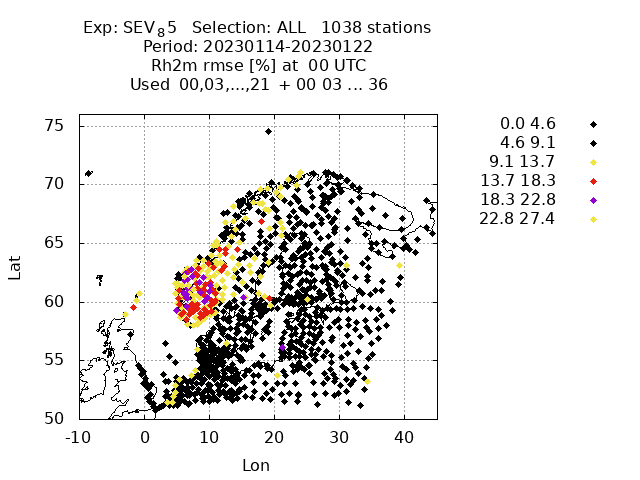 Exp: SEV₈5 Selection: ALL 1038 stations
Period: 20230114-20230122
Rh2m rmse [%] at 00 UTC
Used 00,03,...,21 + 00 03 ... 36
0.0 4.6
4.6 9.1
9.1 13.7
13.7 18.3
18.3 22.8
22.8 27.4
75
70
65
60
55
50
Lat
-10 0 10 20 30 40
Lon